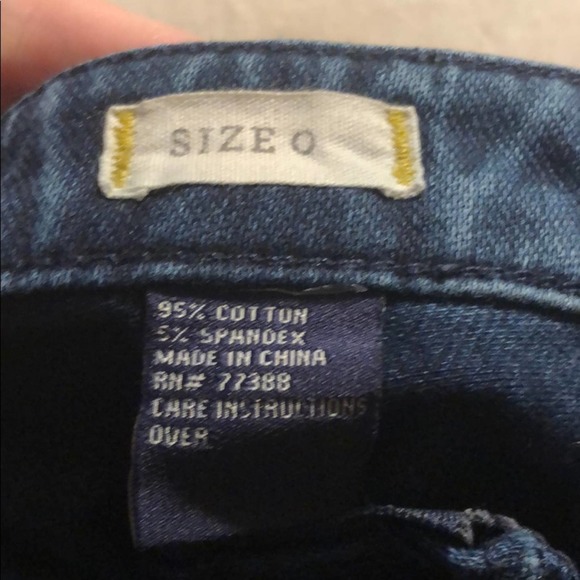 SIZE 0
95% COTTON
5% SPANDEX
MADE IN CHINA
RN# 77388
CARE INSTRUCTIONS
OVER